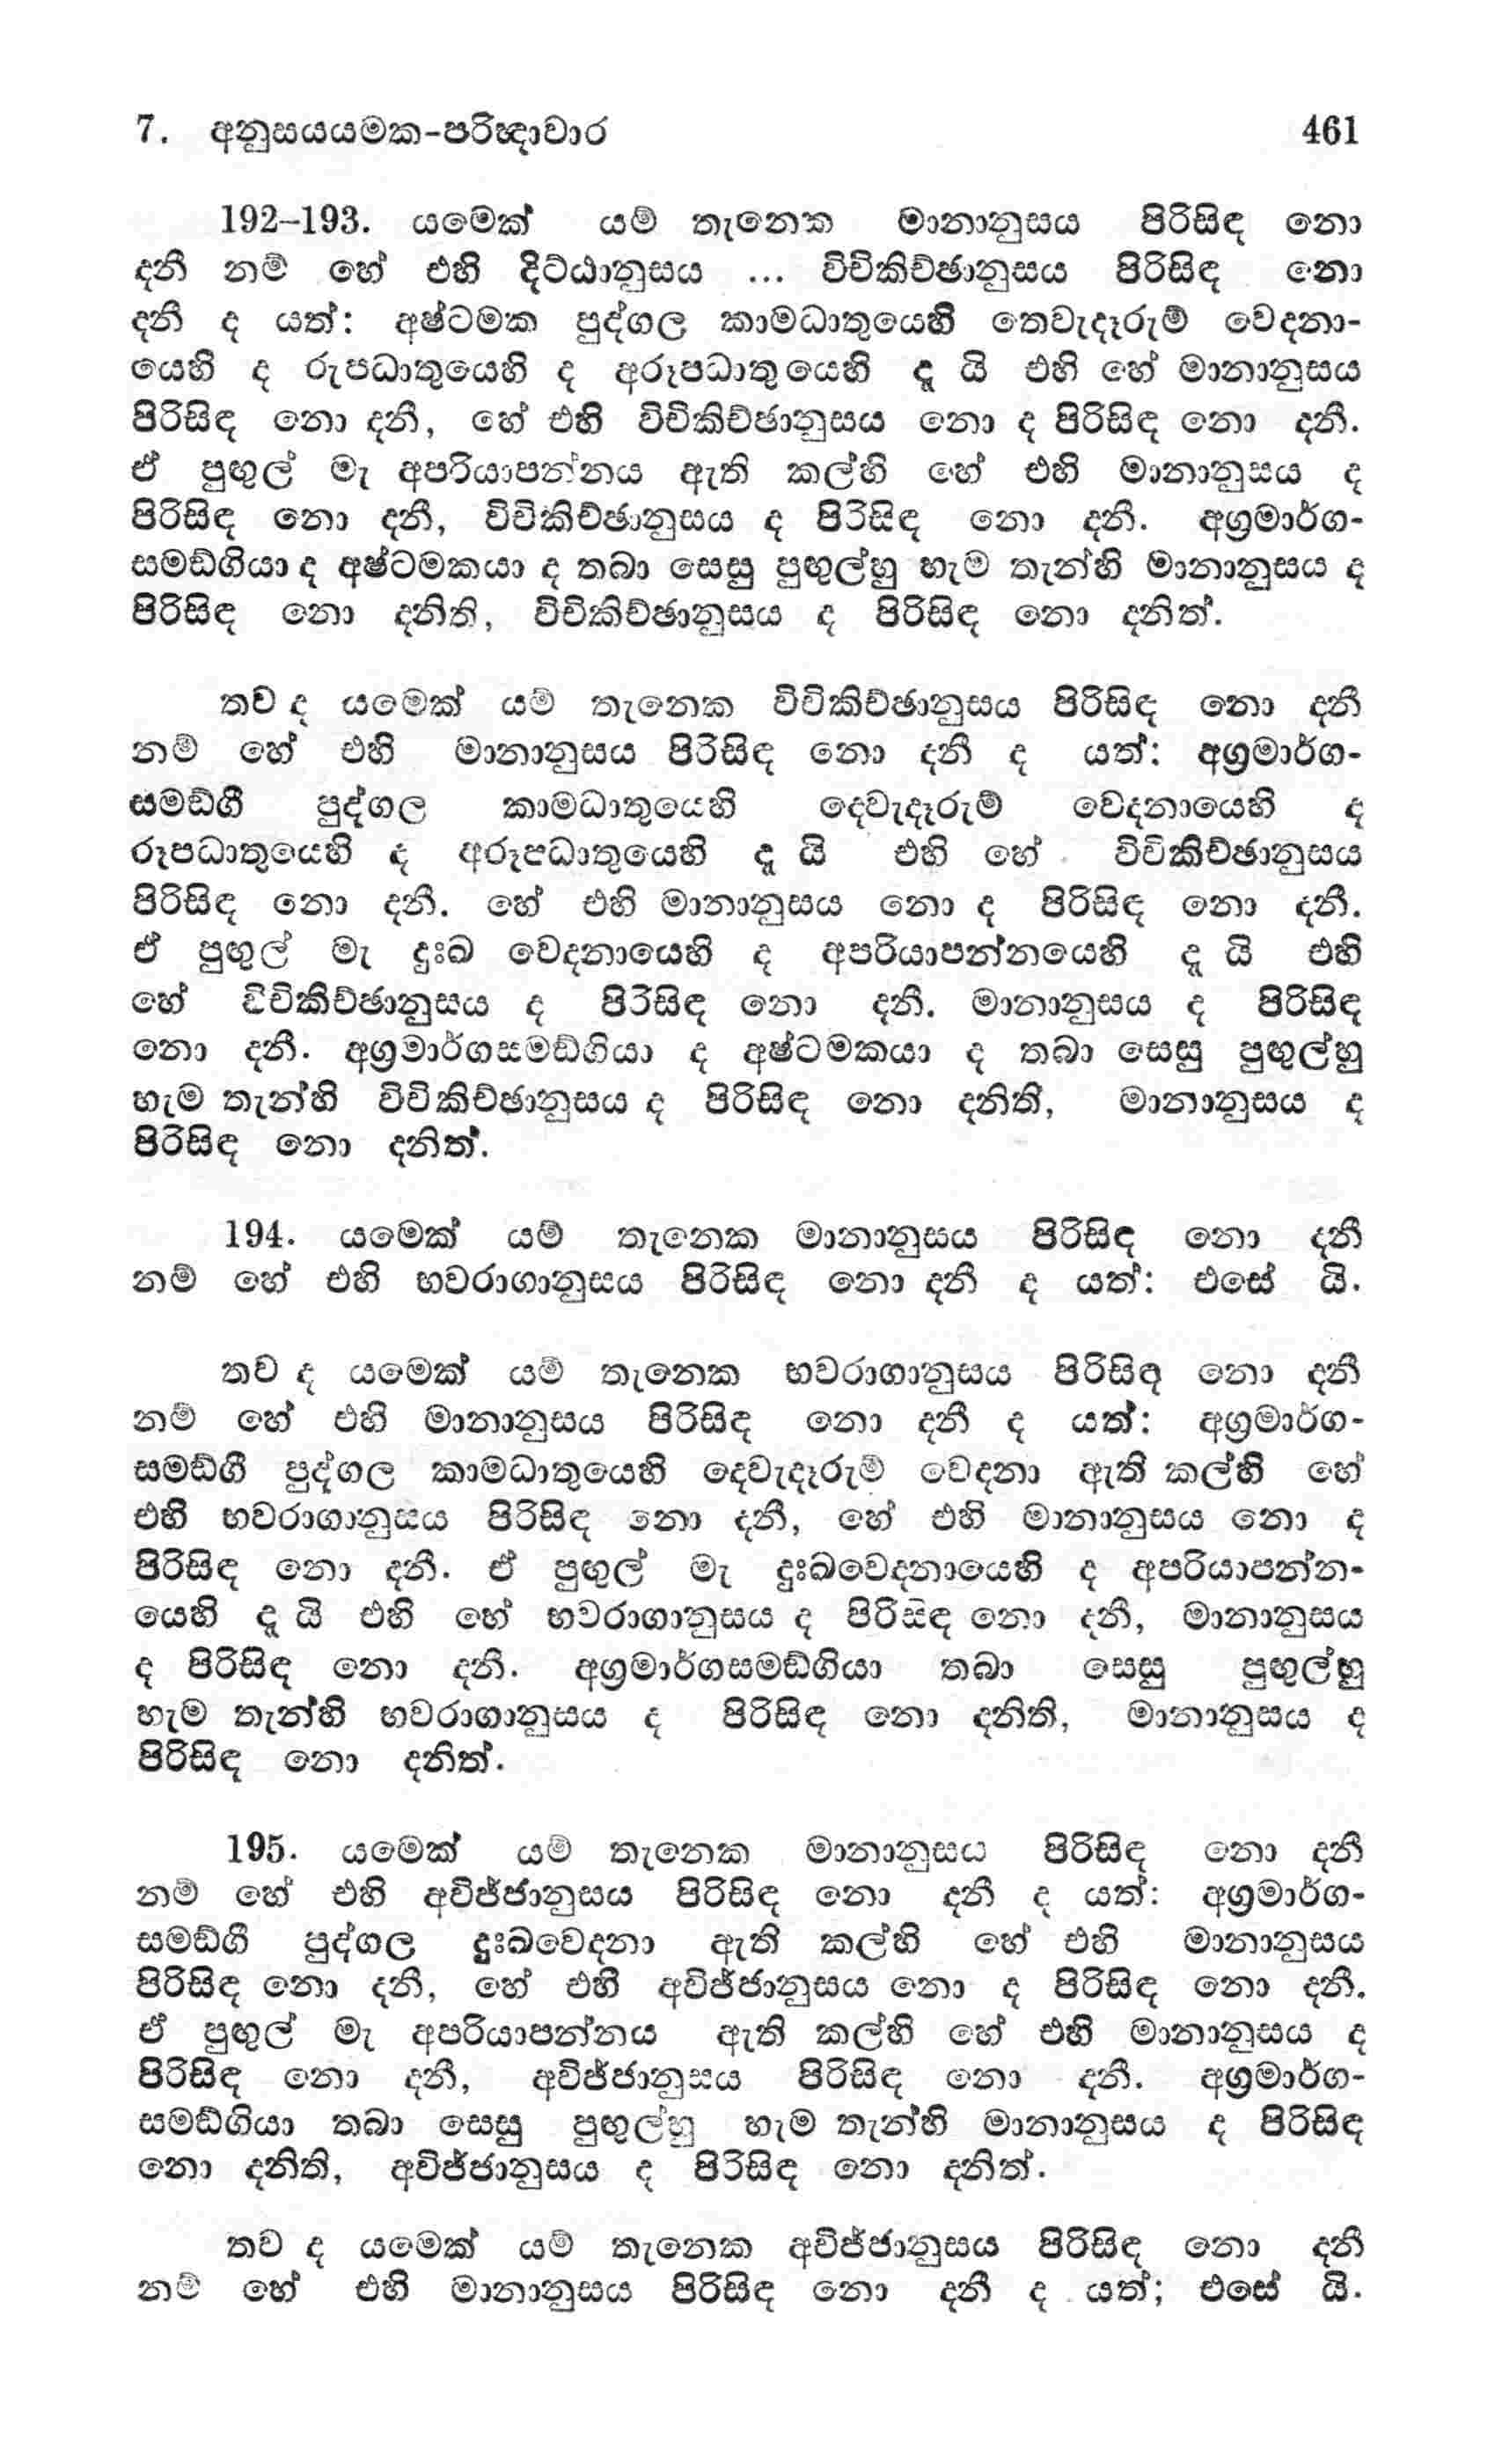 7. අනුසයයමක-පරිඤාවාර 461
192–193. යමෙක් යම් තැනෙක මානානුසය පිරිසිඳ නො
දනී නම් හේ එහි දිට්ඨානුසය ... විචිකිච්ඡානුසය පිරිසිඳ නො
දනී ද යත්: අෂ්ටමක පුද්ගල කාමධාතුයෙහි තෙවැදෑරුම් වෙදනා-
යෙහි ද රූපධාතුයෙහි ද අරූපධාතුයෙහි දු යි එහි හේ මානානුසය
පිරිසිඳ නො දනී, හේ එහි විචිකිච්ඡානුසය නො ද පිරිසිඳ නො දනී.
ඒ පුඟුල් මැ අපරියාපන්නය ඇති කල්හි හේ එහි මානානුසය ද
පිරිසිඳ නො දනී, විචිකිච්ඡානුසය ද පිරිසිඳ නො දනී. අග්‍රමාර්ග-
සමඞ්ගියා ද අෂ්ටමකයා ද තබා සෙසු පුඟුල්හු හැම තැන්හි මානානුසය ද
පිරිසිඳ නො දනිති, විචිකිච්ඡානුසය ද පිරිසිඳ නො දනිත්.
තව ද යමෙක් යම් තැනෙක විචිකිච්ඡානුසය පිරිසිඳ නො දනී
නම් හේ එහි මානානුසය පිරිසිඳ නො දනී ද යත්: අග්‍රමාර්ග-
සමඞ්ගී පුද්ගල කාමධාතුයෙහි දෙවැදෑරුම් වෙදනායෙහි ද
රූපධාතුයෙහි ද අරූපධාතුයෙහි දු යි එහි හේ විචිකිච්ඡානුසය
පිරිසිඳ නො දනී. හේ එහි මානානුසය නො ද පිරිසිඳ නො දනී.
ඒ පුඟුල් මැ දුඃඛ වෙදනායෙහි ද අපරියාපන්නයෙහි දු යි එහි
හේ විචිකිච්ඡානුසය ද පිරිසිඳ නො දනී. මානානුසය ද පිරිසිඳ
නො දනී. අග්‍රමාර්ගසමඞ්ගියා ද අෂ්ටමකයා ද තබා සෙසු පුඟුල්හු
හැම තැන්හි විචිකිච්ඡානුසය ද පිරිසිඳ නො දනිති, මානානුසය ද
පිරිසිඳ නො දනිත්.
194. යමෙක් යම් තැනෙක මානානුසය පිරිසිඳ නො දනී
නම් හේ එහි භවරාගානුසය පිරිසිඳ නො දනී ද යත්: එසේ යි.
තව ද යමෙක් යම් තැනෙක භවරාගානුසය පිරිසිඳ නො දනී
නම් හේ එහි මානානුසය පිරිසිඳ නො දනී ද යත්: අග්‍රමාර්ග-
සමඞ්ගී පුද්ගල කාමධාතුයෙහි දෙවැදෑරුම් වෙදනා ඇති කල්හි හේ
එහි භවරාගානුසය පිරිසිඳ නො දනී, හේ එහි මානානුසය නො ද
පිරිසිඳ නො දනී. ඒ පුඟුල් මැ දුඃඛවෙදනායෙහි ද අපරියාපන්න-
යෙහි දු යි එහි හේ භවරාගානුසය ද පිරිසිඳ නො දනී, මානානුසය
ද පිරිසිඳ නො දනී. අග්‍රමාර්ගසමඞ්ගියා තබා සෙසු පුඟුල්හු
හැම තැන්හි භවරාගානුසය ද පිරිසිඳ නො දනිති, මානානුසය ද
පිරිසිඳ නො දනිත්.
195. යමෙක් යම් තැනෙක මානානුසය පිරිසිඳ නො දනී
නම් හේ එහි අවිජ්ජානුසය පිරිසිඳ නො දනී ද යත්: අග්‍රමාර්ග-
සමඞ්ගී පුද්ගල දුඃඛවෙදනා ඇති කල්හි හේ එහි මානානුසය
පිරිසිඳ නො දනී, හේ එහි අවිජ්ජානුසය නො ද පිරිසිඳ නො දනී.
ඒ පුඟුල් මැ අපරියාපන්නය ඇති කල්හි හේ එහි මානානුසය ද
පිරිසිඳ නො දනී, අවිජ්ජානුසය පිරිසිඳ නො දනී. අග්‍රමාර්ග-
සමඞ්ගියා තබා සෙසු පුඟුල්හු හැම තැන්හි මානානුසය ද පිරිසිඳ
නො දනිති, අවිජ්ජානුසය ද පිරිසිඳ නො දනිත්.
තව ද යමෙක් යම් තැනෙක අවිජ්ජානුසය පිරිසිඳ නො දනී
නම් හේ එහි මානානුසය පිරිසිඳ නො දනී ද යත්; එසේ යි.